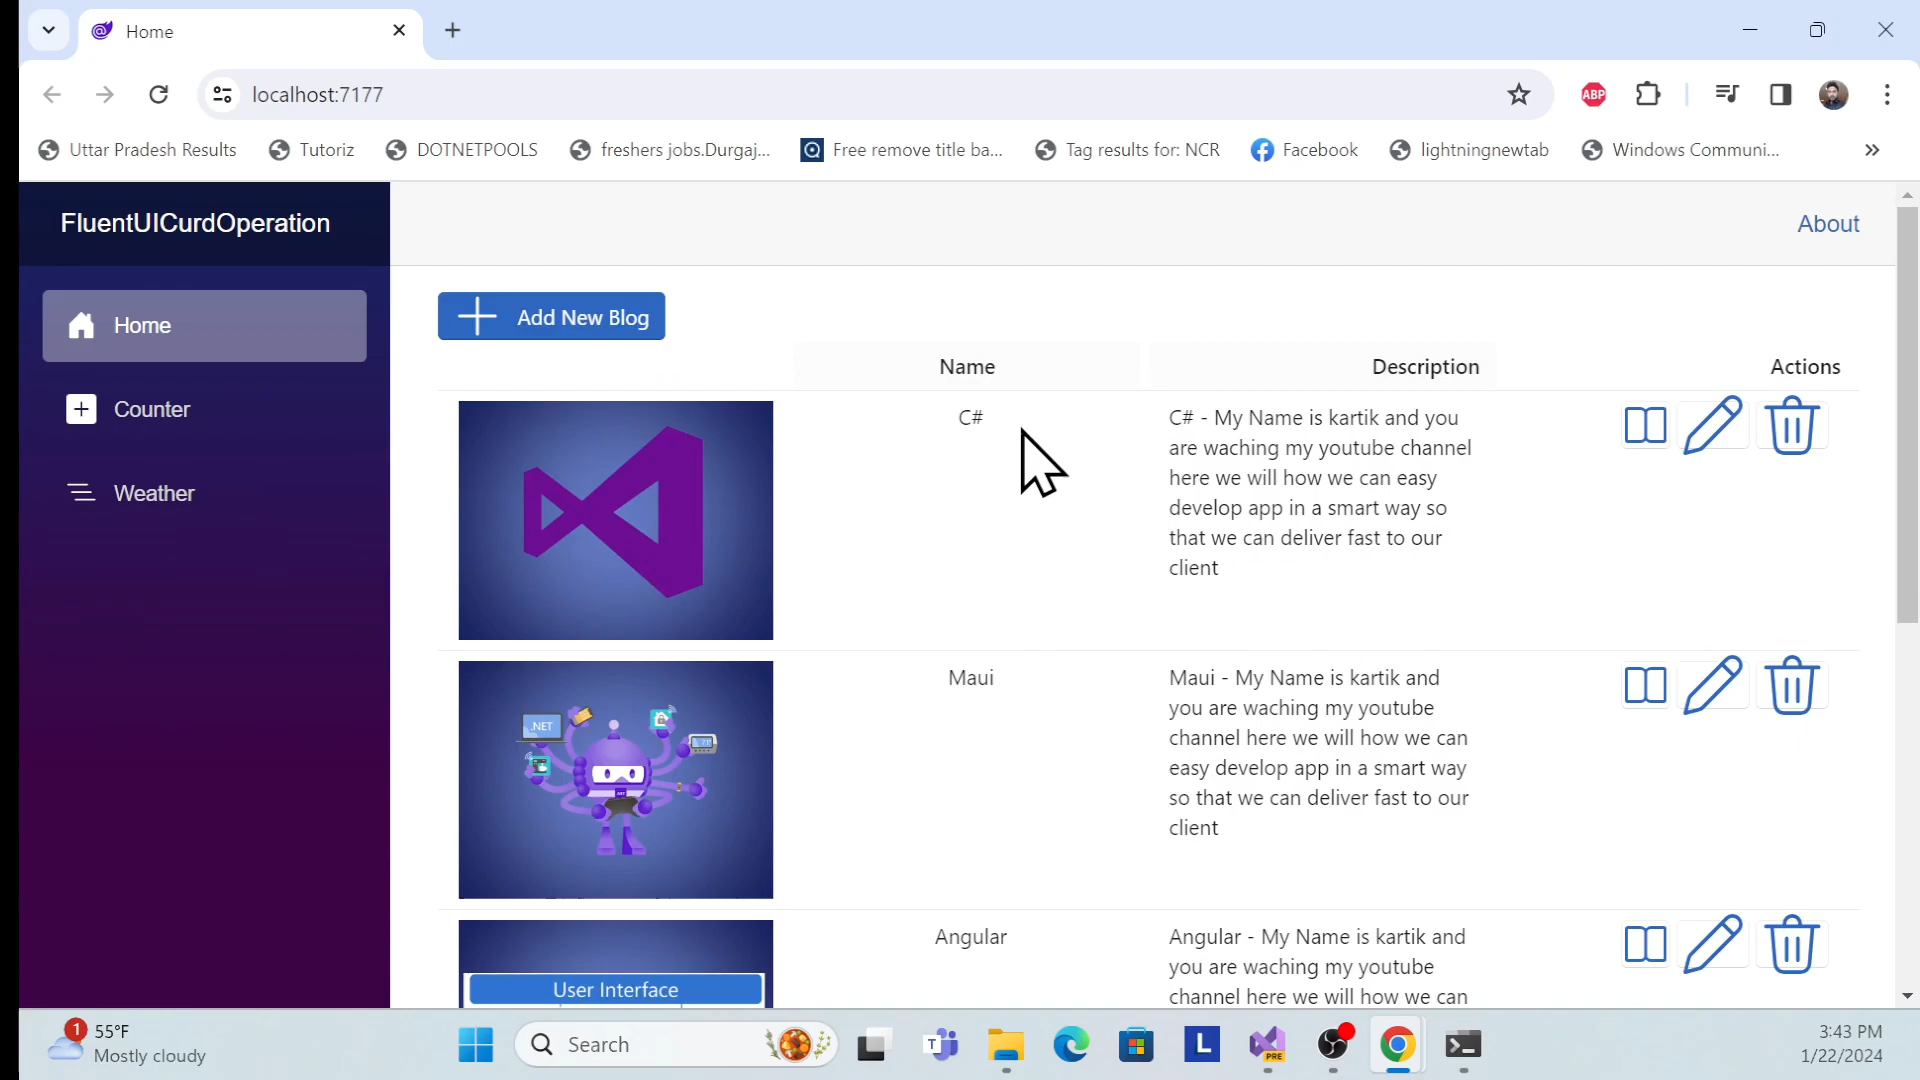 Home
localhost:7177
ABP
Uttar Pradesh Results
Tutoriz
DOTNETPOOLS
freshers jobs.Durgaj...
Free remove title ba...
Tag results for: NCR
Facebook
lightningnewtab
Windows Communi...
FluentUICurdOperation
About
Home
Counter
Weather
Add New Blog
Name
Description
Actions
C#
C# - My Name is kartik and you
are waching my youtube channel
here we will how we can easy
develop app in a smart way so
that we can deliver fast to our
client
.NET
Maui
Maui - My Name is kartik and
you are waching my youtube
channel here we will how we can
easy develop app in a smart way
so that we can deliver fast to our
client
User Interface
Angular
Angular - My Name is kartik and
you are waching my youtube
channel here we will how we can
1
55°F
Mostly cloudy
Search
T
L
PRE
3:43 PM
1/22/2024